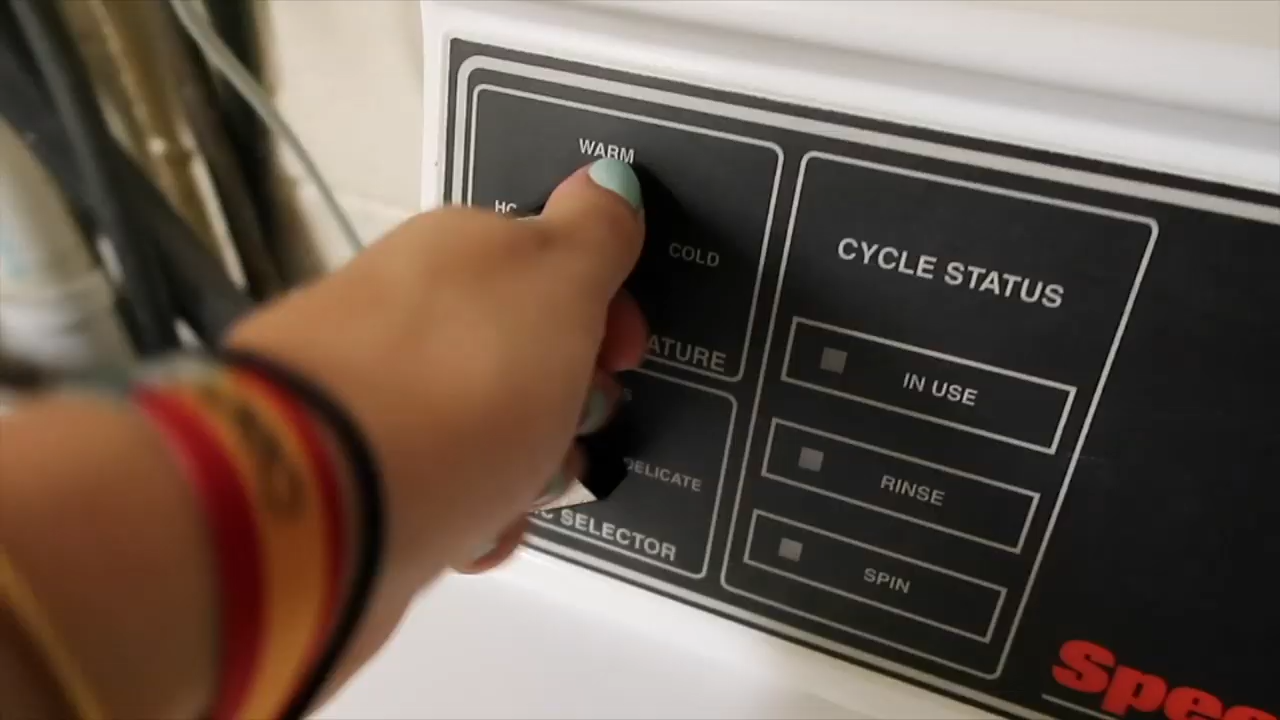 WARM
COLD
CYCLE STATUS
IN USE
RINSE
DELICATE
SELECTOR
SPIN